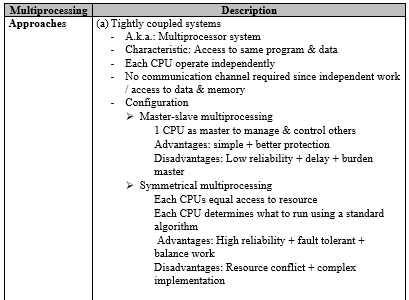 Multiprocessing Description
Approaches (a) Tightly coupled systems
- A.k.a.: Multiprocessor system
- Characteristic: Access to same program & data
- Each CPU operate independently
- No communication channel required since independent work
/ access to data & memory
- Configuration
➢ Master-slave multiprocessing
1 CPU as master to manage & control others
Advantages: simple + better protection
Disadvantages: Low reliability + delay + burden
master
➢ Symmetrical multiprocessing
Each CPUs equal access to resource
Each CPU determines what to run using a standard
algorithm
Advantages: High reliability + fault tolerant +
balance work
Disadvantages: Resource conflict + complex
implementation